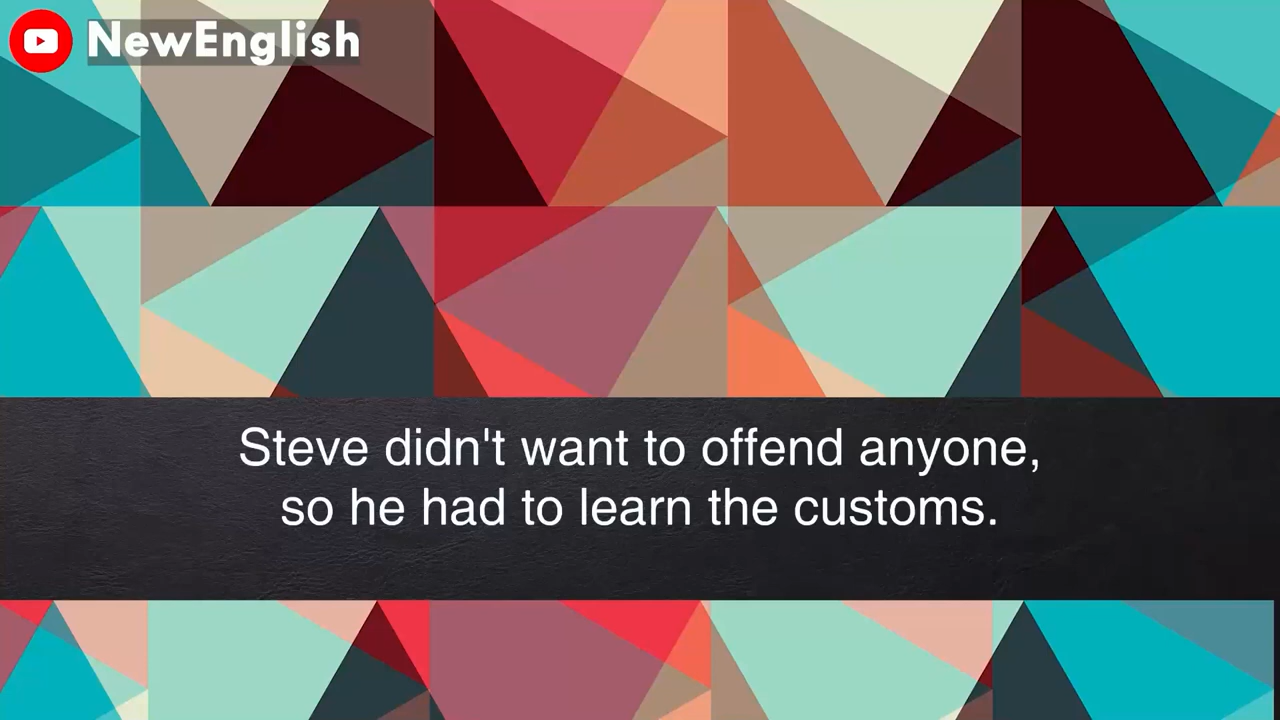 NewEnglish
Steve didn't want to offend anyone,
so he had to learn the customs.